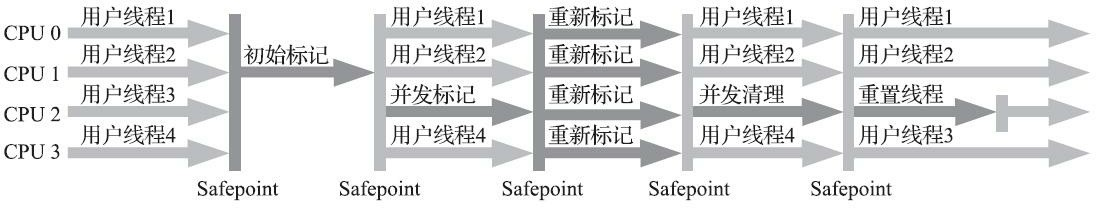 CPU 0 用户线程1 用户线程1 重新标记 用户线程1 用户线程1
CPU 1 用户线程2 初始标记 用户线程2 重新标记 用户线程2 用户线程2
CPU 2 用户线程3 并发标记 重新标记 并发清理 重置线程
CPU 3 用户线程4 用户线程4 重新标记 用户线程4 用户线程3
Safepoint Safepoint Safepoint Safepoint Safepoint